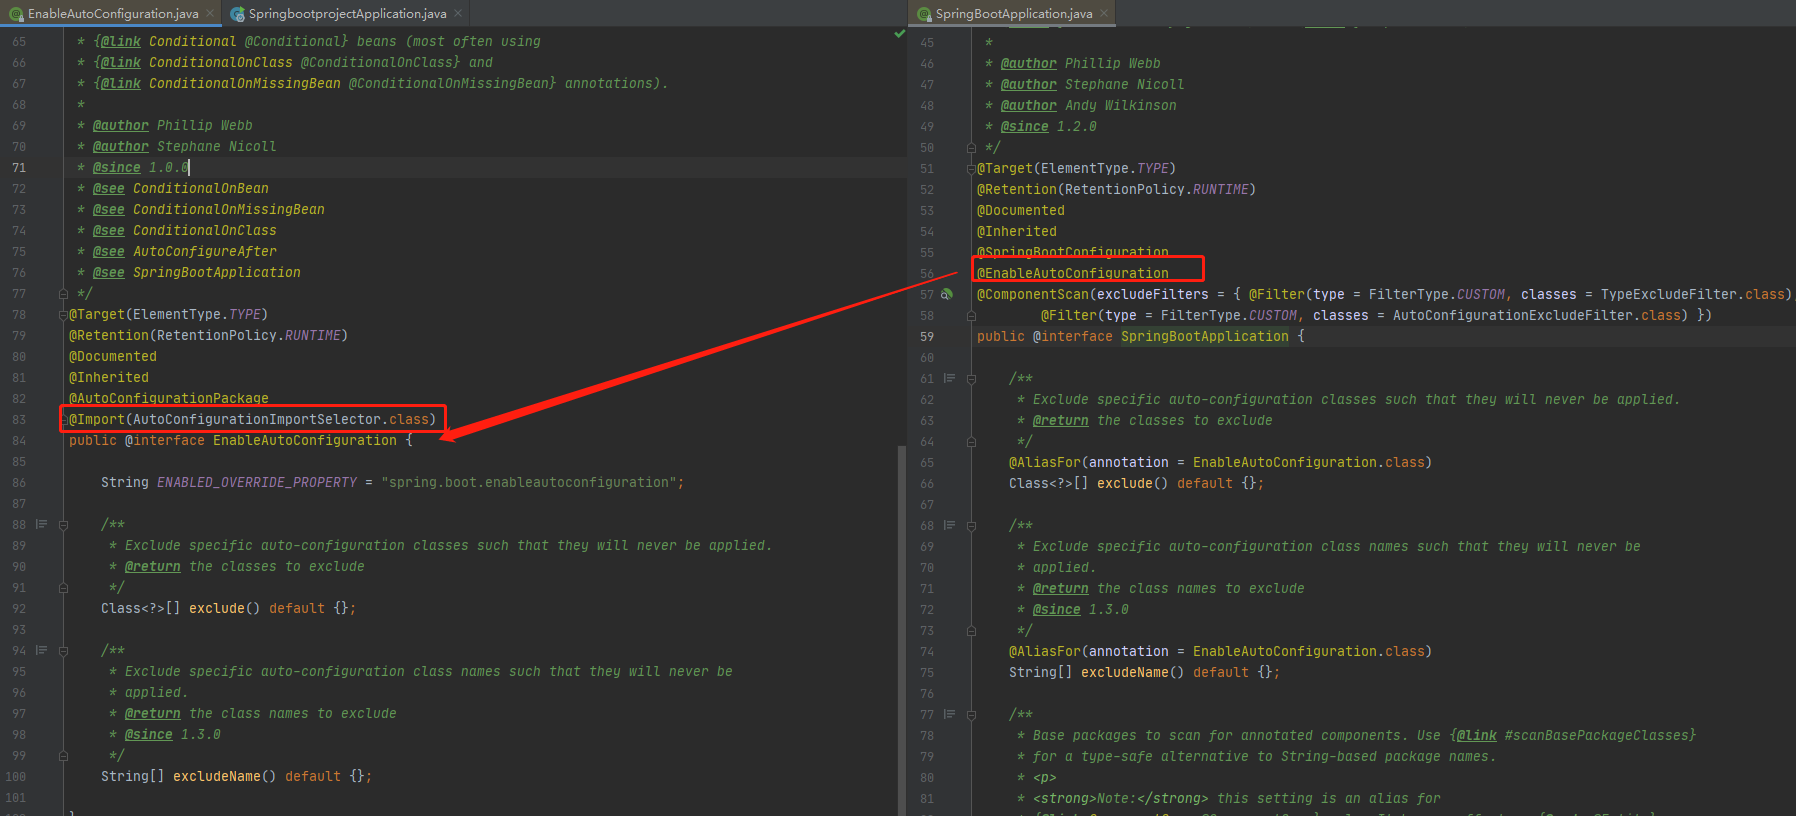 EnableAutoConfiguration.java
SpringbootprojectApplication.java
65 * {@link Conditional @Conditional} beans (most often using
66 * {@link ConditionalOnClass @ConditionalOnClass} and
67 * {@link ConditionalOnMissingBean @ConditionalOnMissingBean} annotations).
68 *
69 * @author Phillip Webb
70 * @author Stephane Nicoll
71 * @since 1.0.0
72 * @see ConditionalOnBean
73 * @see ConditionalOnMissingBean
74 * @see ConditionalOnClass
75 * @see AutoConfigureAfter
76 * @see SpringBootApplication
77 */
78 @Target(ElementType.TYPE)
79 @Retention(RetentionPolicy.RUNTIME)
80 @Documented
81 @Inherited
82 @AutoConfigurationPackage
83 @Import(AutoConfigurationImportSelector.class)
84 public @interface EnableAutoConfiguration {
85
86 String ENABLED_OVERRIDE_PROPERTY = "spring.boot.enableautoconfiguration";
87
88 /**
89 * Exclude specific auto-configuration classes such that they will never be applied.
90 * @return the classes to exclude
91 */
92 Class<?>[] exclude() default {};
93
94 /**
95 * Exclude specific auto-configuration class names such that they will never be
96 * applied.
97 * @return the class names to exclude
98 * @since 1.3.0
99 */
100 String[] excludeName() default {};
101
SpringBootApplication.java
45 *
46 * @author Phillip Webb
47 * @author Stephane Nicoll
48 * @author Andy Wilkinson
49 * @since 1.2.0
50 */
51 @Target(ElementType.TYPE)
52 @Retention(RetentionPolicy.RUNTIME)
53 @Documented
54 @Inherited
55 @SpringBootConfiguration
56 @EnableAutoConfiguration
57 @ComponentScan(excludeFilters = { @Filter(type = FilterType.CUSTOM, classes = TypeExcludeFilter.class),
58 @Filter(type = FilterType.CUSTOM, classes = AutoConfigurationExcludeFilter.class) })
59 public @interface SpringBootApplication {
60
61 /**
62 * Exclude specific auto-configuration classes such that they will never be applied.
63 * @return the classes to exclude
64 */
65 @AliasFor(annotation = EnableAutoConfiguration.class)
66 Class<?>[] exclude() default {};
67
68 /**
69 * Exclude specific auto-configuration class names such that they will never be
70 * applied.
71 * @return the class names to exclude
72 * @since 1.3.0
73 */
74 @AliasFor(annotation = EnableAutoConfiguration.class)
75 String[] excludeName() default {};
76
77 /**
78 * Base packages to scan for annotated components. Use {@link #scanBasePackageClasses}
79 * for a type-safe alternative to String-based package names.
80 * <p>
81 * <strong>Note:</strong> this setting is an alias for